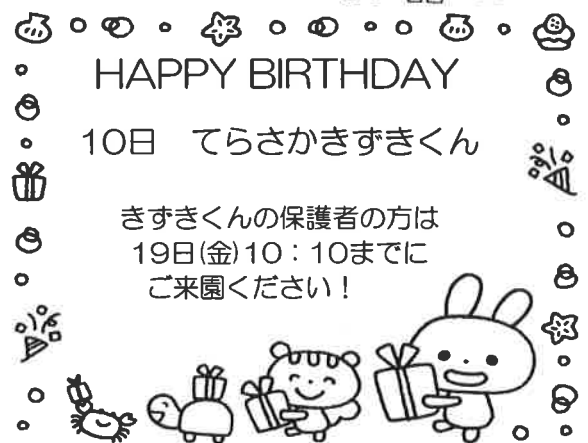 HAPPY BIRTHDAY
10日　てらさかきずきくん
きずきくんの保護者の方は
19日(金)10：10までに
ご来園ください！